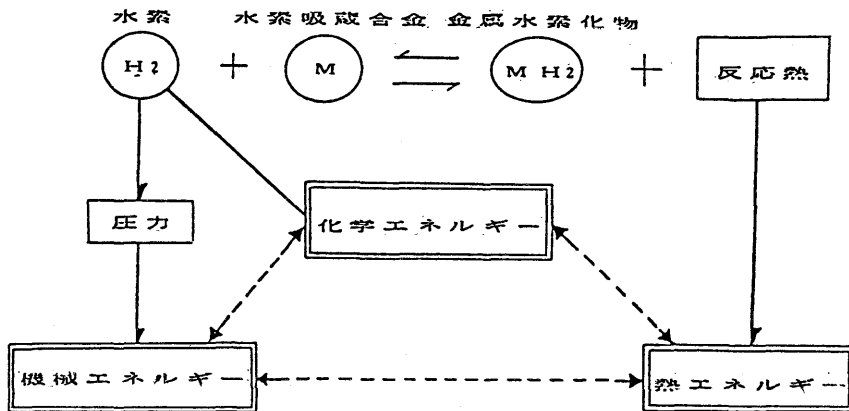 水素 水素吸蔵合金 金属水素化物
H2 + M ⇌ MH2 + 反応熱
圧力
化学エネルギー
機械エネルギー
熱エネルギー